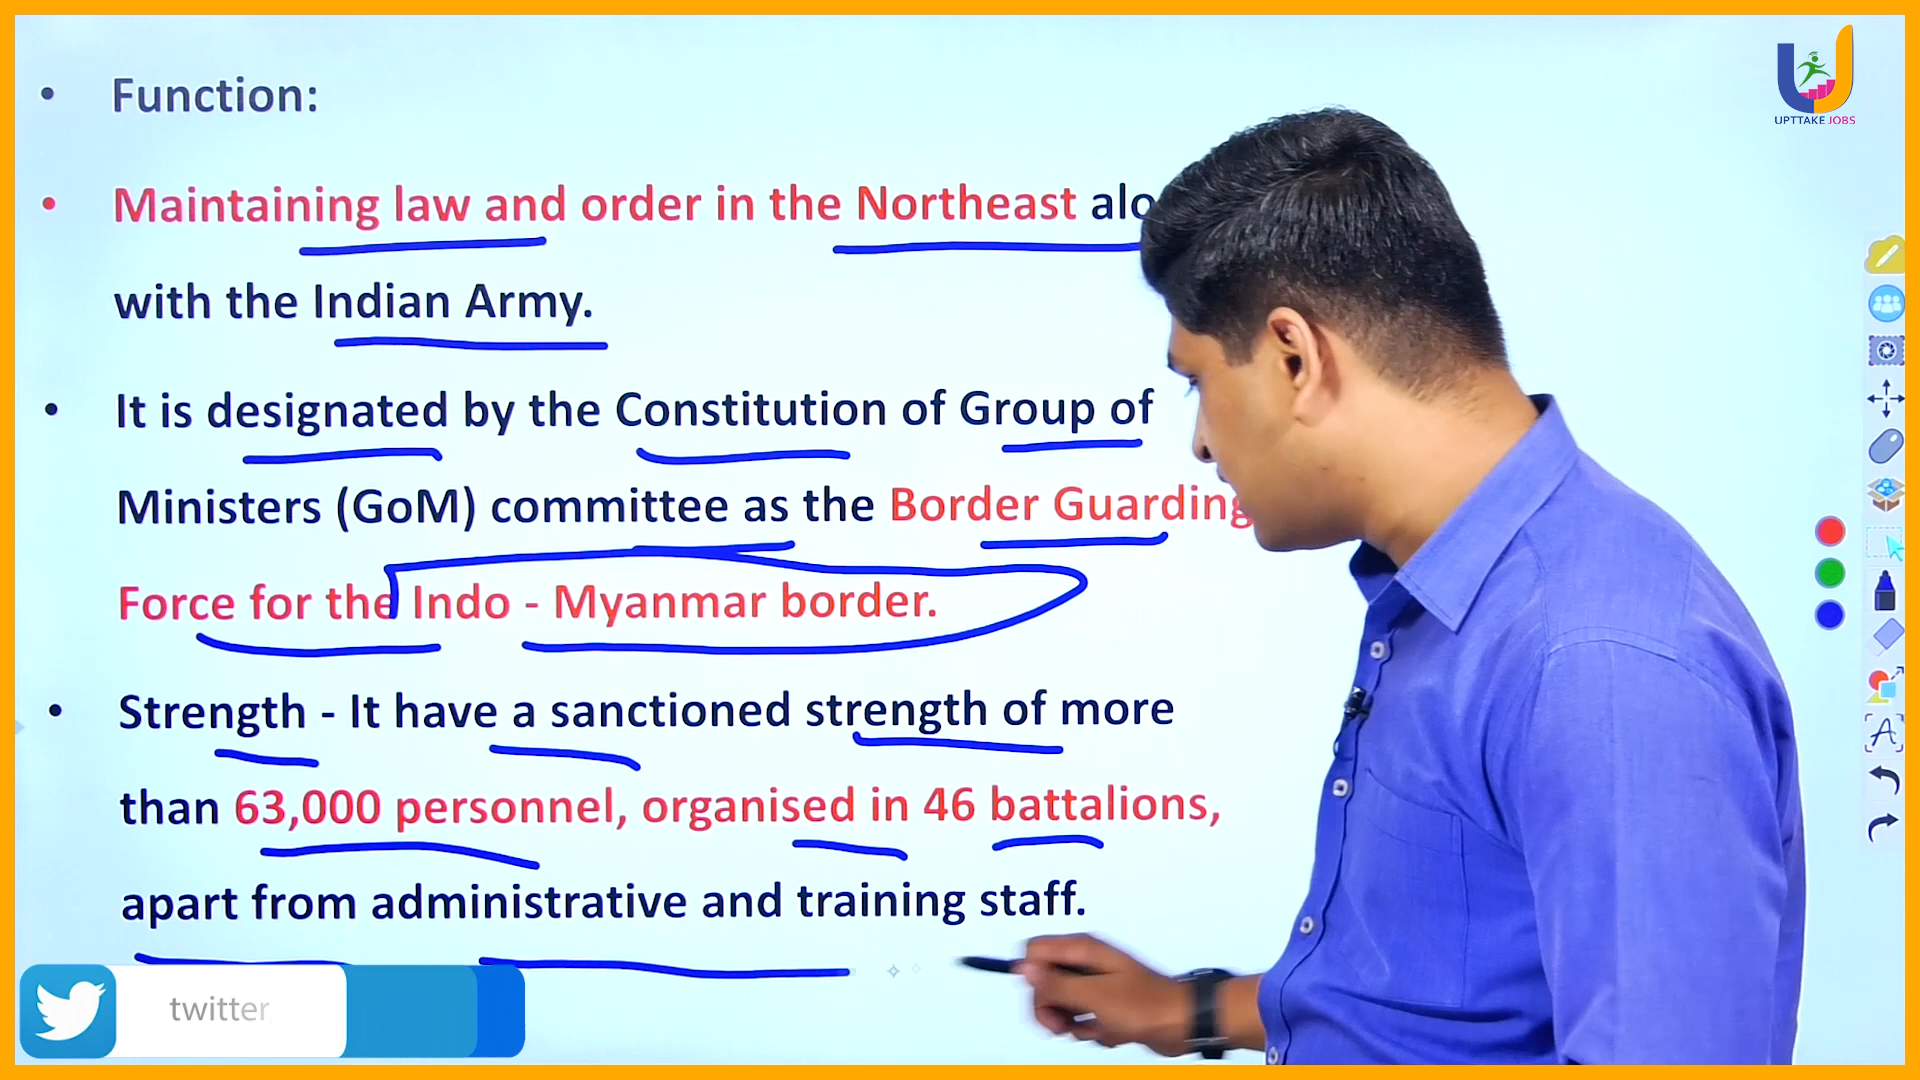 UPTTAKE JOBS
• Function:
• Maintaining law and order in the Northeast
with the Indian Army.
• It is designated by the Constitution of Group of
Ministers (GoM) committee as the Border Guarding
Force for the Indo - Myanmar border.
• Strength - It have a sanctioned strength of more
than 63,000 personnel, organised in 46 battalions,
apart from administrative and training staff.
twitter